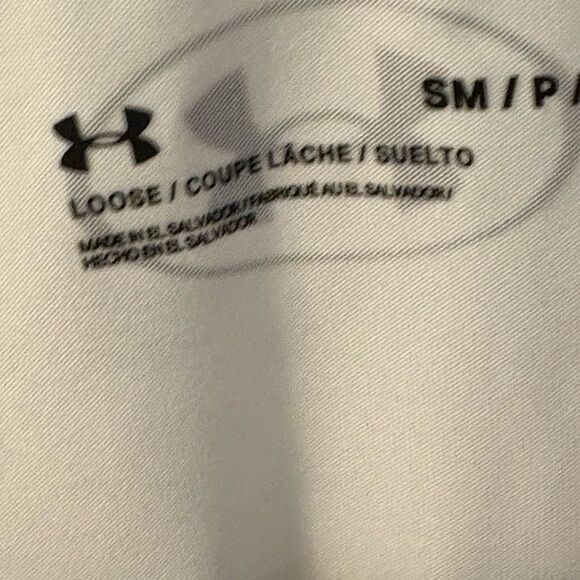 SM / P /
LOOSE / COUPE LÂCHE / SUELTO
MADE IN EL SALVADOR / FABRIQUÉ AU EL SALVADOR /
HECHO EN EL SALVADOR